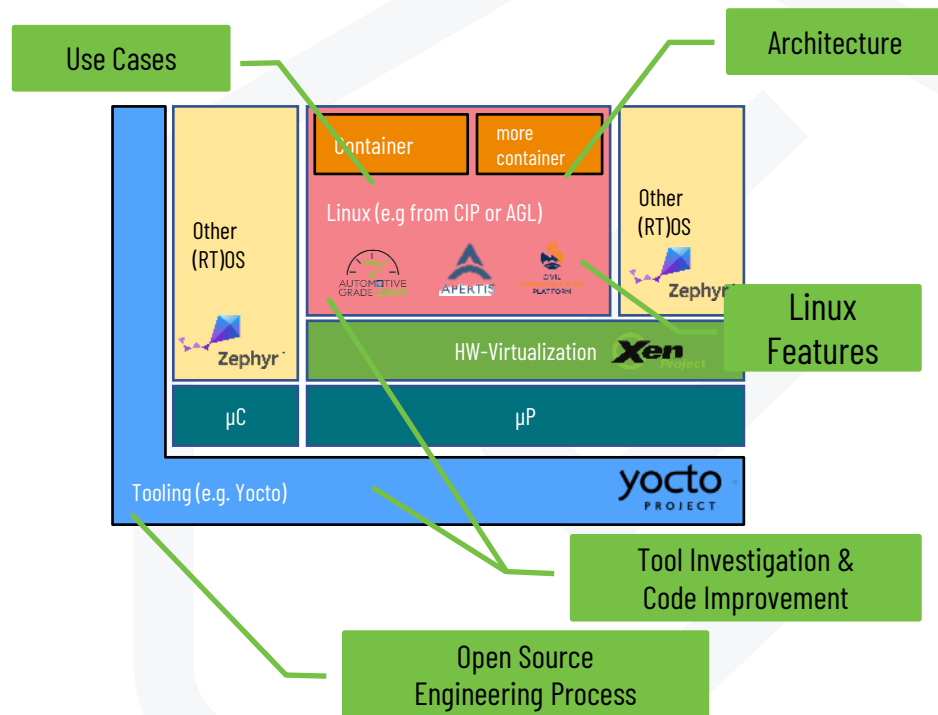 Use Cases
Architecture
Container
more
container
Linux (e.g from CIP or AGL)
Other
(RT)OS
Other
(RT)OS
AUTOMOTIVE
GRADE
APERTIS
CIVIL
PLATFORM
Zephyr
Zephyr
Linux
Features
HW-Virtualization
Xen
Project
µC
µP
Tooling (e.g. Yocto)
yocto
PROJECT
Tool Investigation &
Code Improvement
Open Source
Engineering Process